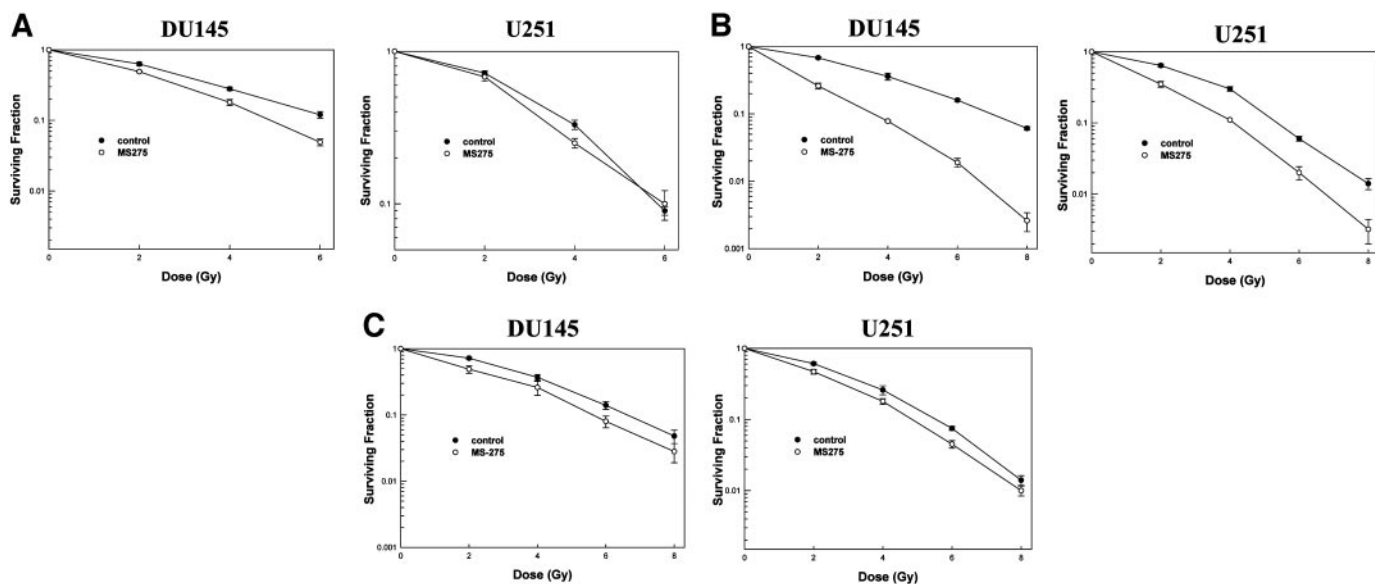 A
DU145
1
0.1
0.01
Surviving Fraction
control
MS275
0
2
4
6
Dose (Gy)
U251
1
0.1
Surviving Fraction
control
MS275
0
2
4
6
Dose (Gy)
B
DU145
1
0.1
0.01
0.001
Surviving Fraction
control
MS-275
0
2
4
6
8
Dose (Gy)
U251
1
0.1
0.01
Surviving Fraction
control
MS275
0
2
4
6
8
Dose (Gy)
C
DU145
1
0.1
0.01
0.001
Surviving Fraction
control
MS-275
0
2
4
6
8
Dose (Gy)
U251
1
0.1
0.01
Surviving Fraction
control
MS275
0
2
4
6
8
Dose (Gy)